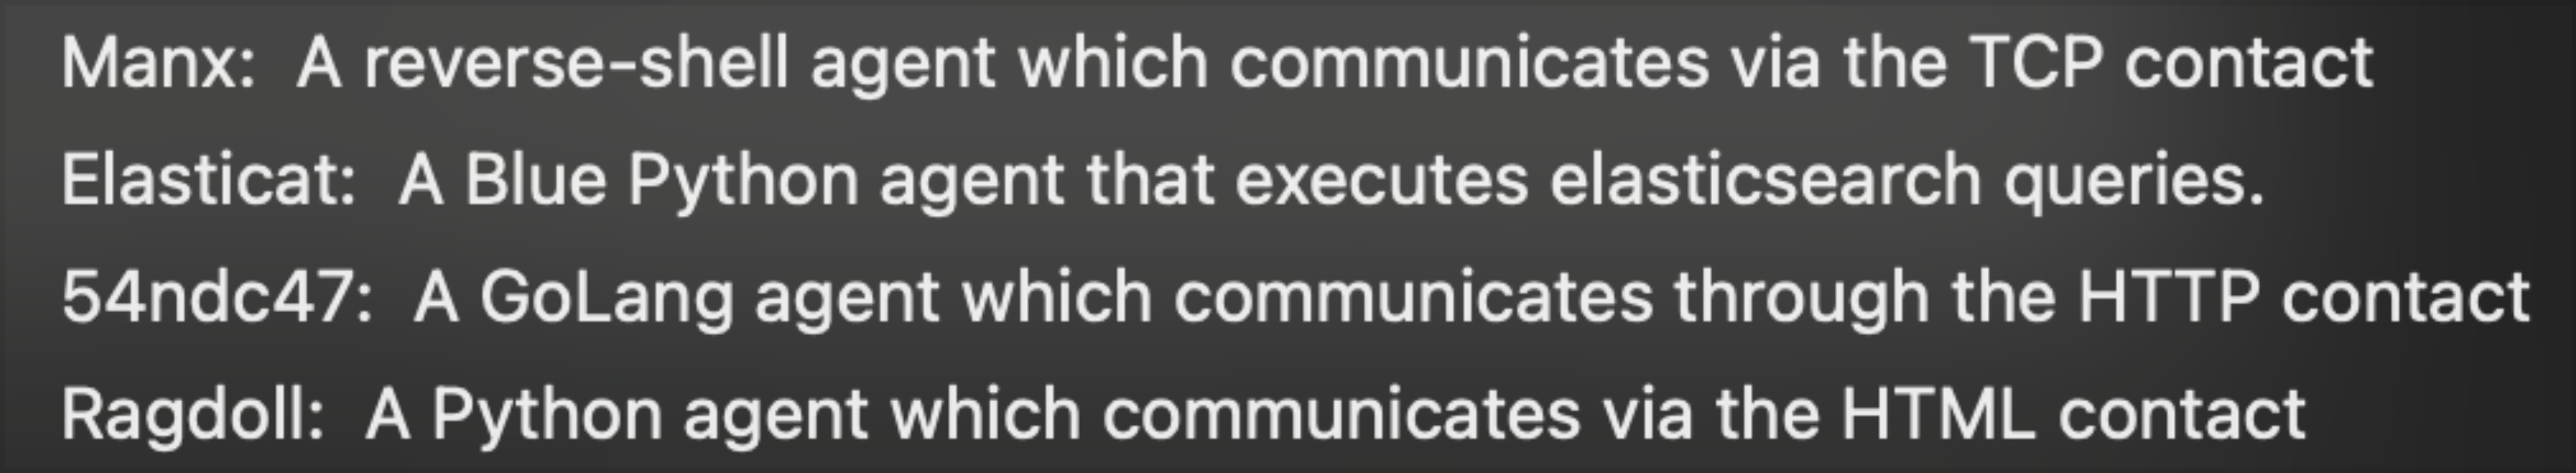 Manx:  A reverse-shell agent which communicates via the TCP contact
Elasticat:  A Blue Python agent that executes elasticsearch queries.
54ndc47:  A GoLang agent which communicates through the HTTP contact
Ragdoll:  A Python agent which communicates via the HTML contact